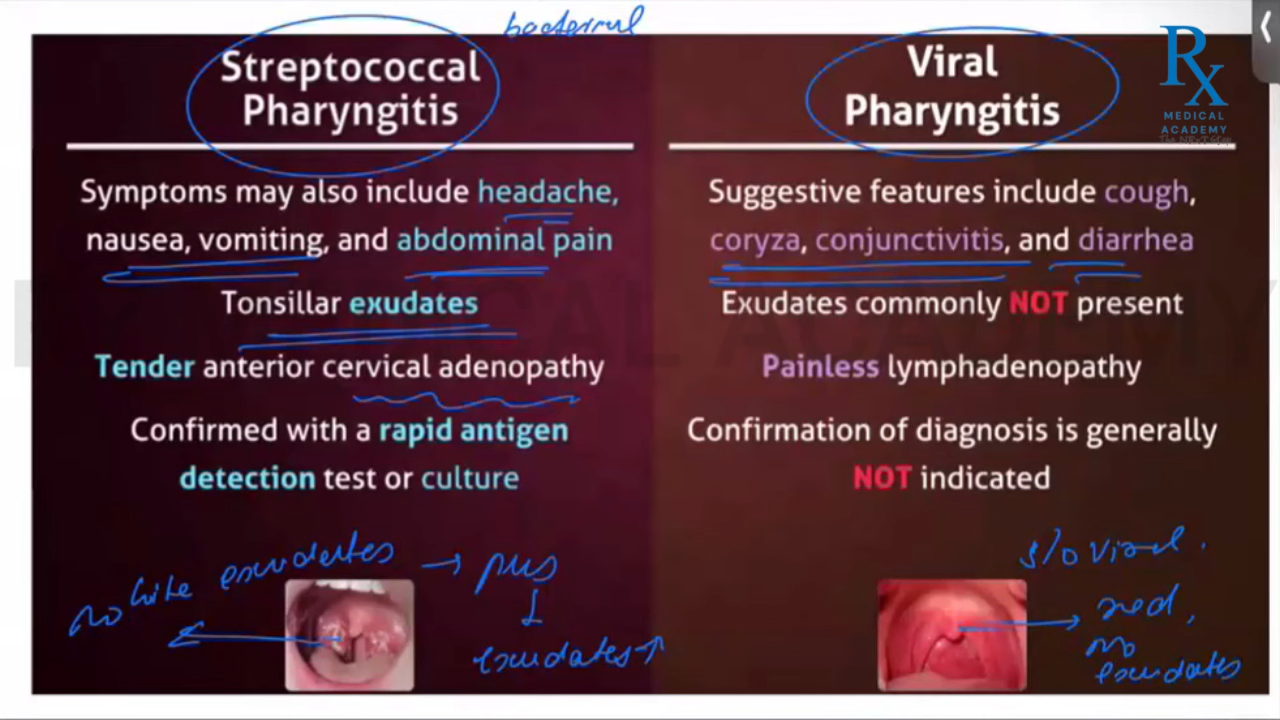 bacterial
Streptococcal
Pharyngitis
Symptoms may also include headache,
nausea, vomiting, and abdominal pain
Tonsillar exudates
Tender anterior cervical adenopathy
Confirmed with a rapid antigen
detection test or culture
exudates → pus
exudates
Viral
Pharyngitis
Suggestive features include cough,
coryza, conjunctivitis, and diarrhea
Exudates commonly NOT present
Painless lymphadenopathy
Confirmation of diagnosis is generally
NOT indicated
s/o viral.
red,
no
exudates
RX
MEDICAL
ACADEMY